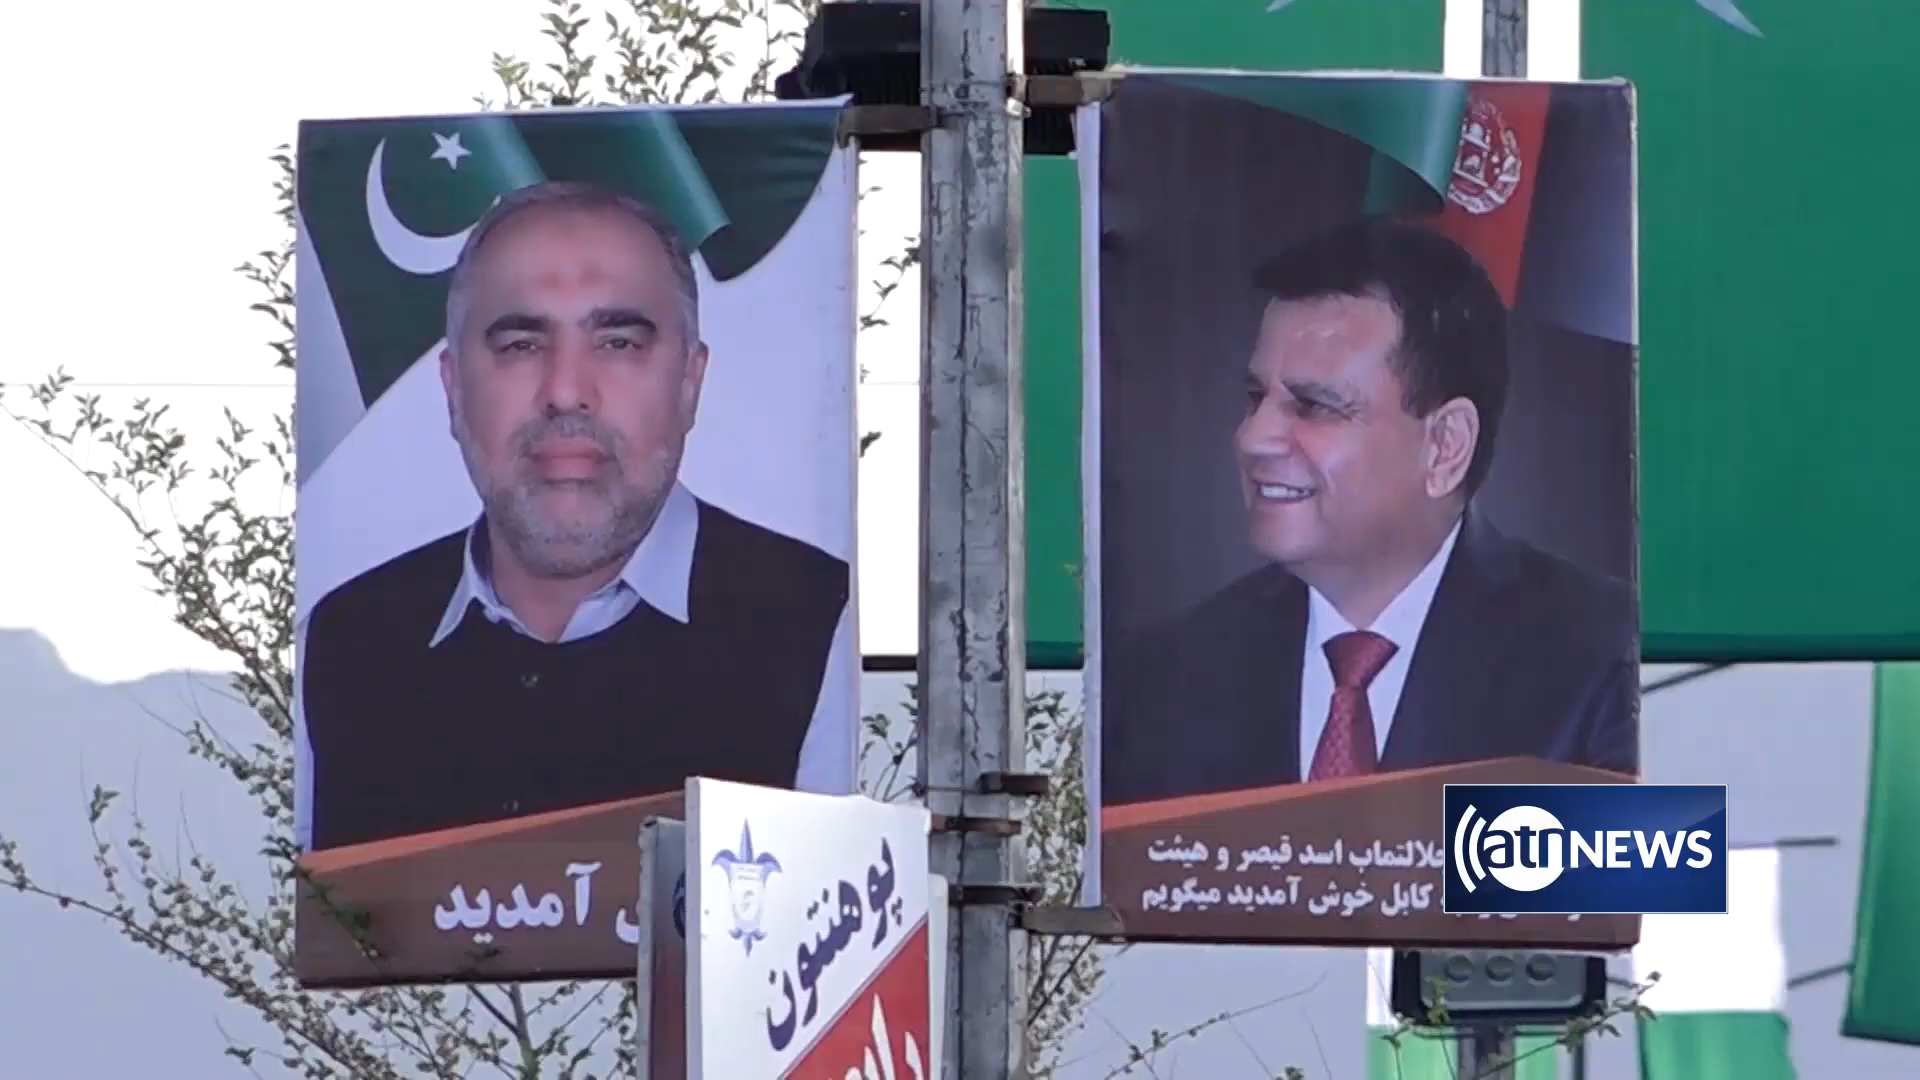 آمدید
پوهنتون
جلالتماب اسد قیصر و هیئت
کابل خوش آمدید میگویم
atn NEWS